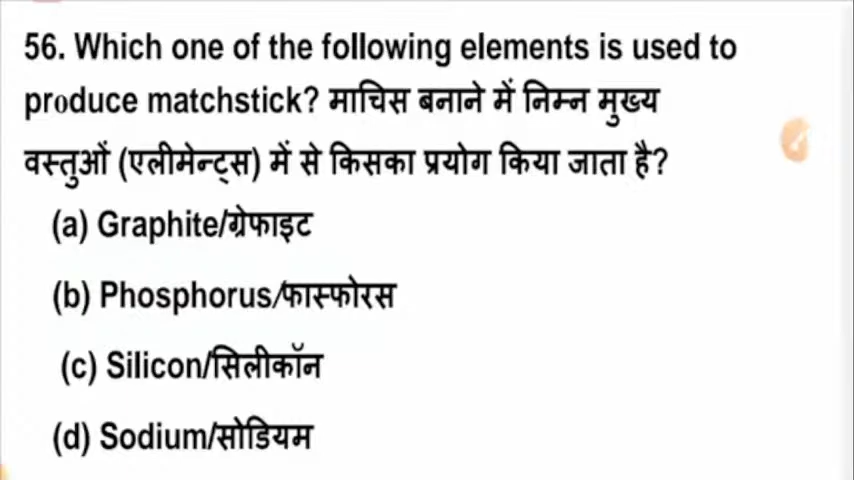 56. Which one of the following elements is used to
produce matchstick? माचिस बनाने में निम्न मुख्य
वस्तुओं (एलीमेन्ट्स) में से किसका प्रयोग किया जाता है?
(a) Graphite/ग्रेफाइट
(b) Phosphorus/फास्फोरस
(c) Silicon/सिलीकॉन
(d) Sodium/सोडियम